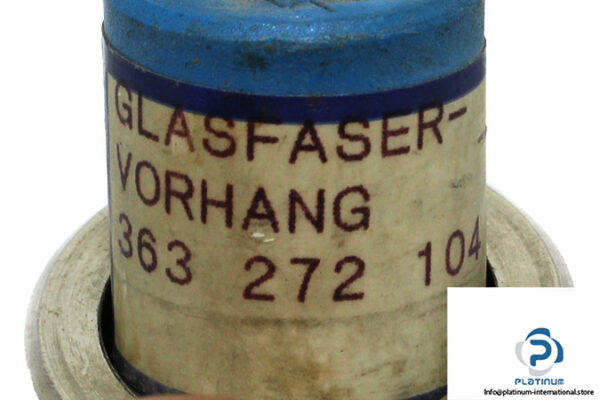 GLASFASER-
VORHANG
363 272 104
PLATINUM
Info@platinum-international.store